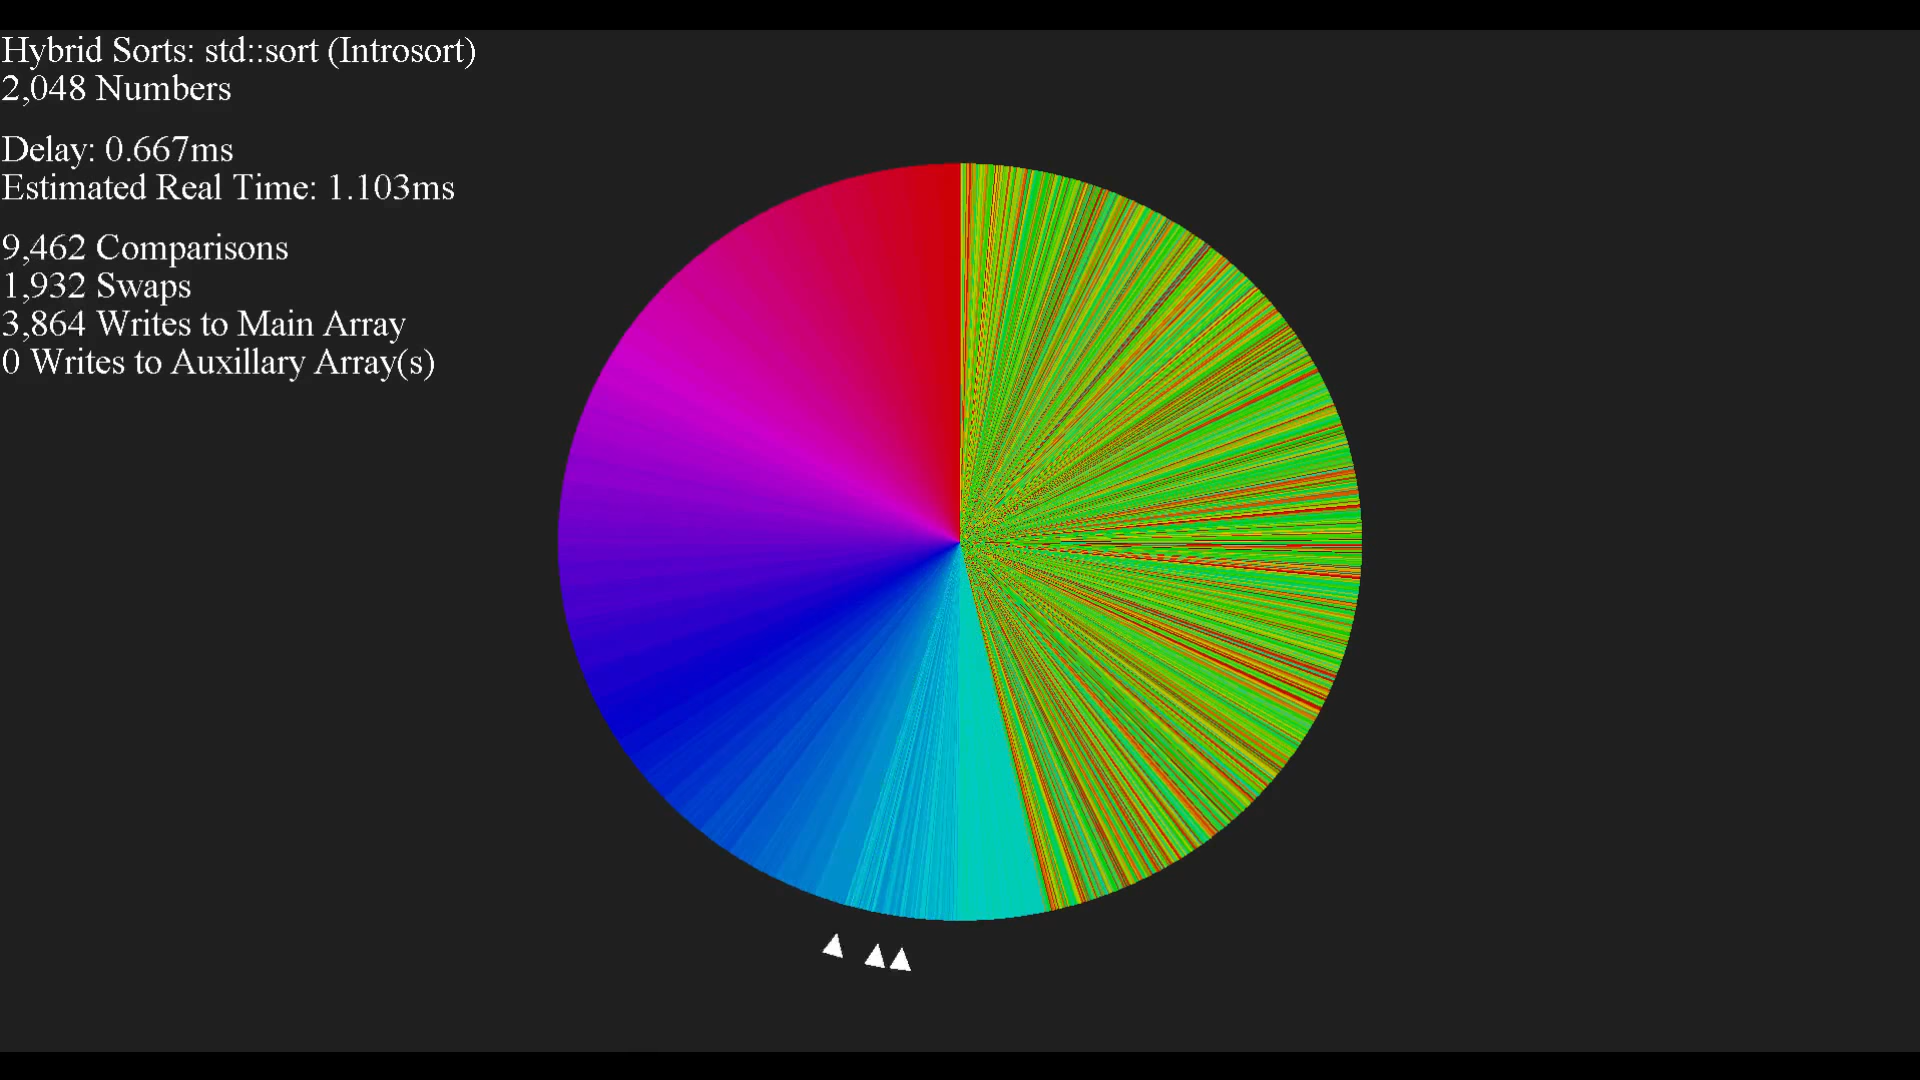 Hybrid Sorts: std::sort (Introsort)
2,048 Numbers
Delay: 0.667ms
Estimated Real Time: 1.103ms
9,462 Comparisons
1,932 Swaps
3,864 Writes to Main Array
0 Writes to Auxillary Array(s)